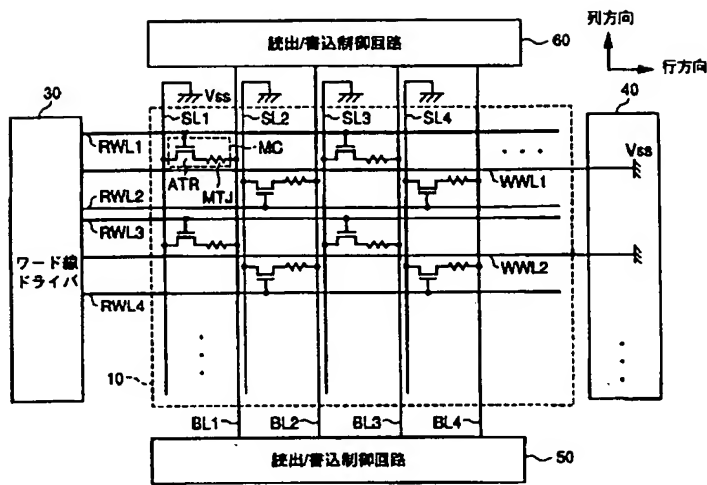 列方向
行方向
読出/書込制御回路
60
30
40
Vss
SL1
SL2
SL3
SL4
RWL1
MC
. . .
Vss
ATR
MTJ
WWL1
RWL2
RWL3
ワード線
ドライバ
WWL2
RWL4
10
BL1
BL2
BL3
BL4
読出/書込制御回路
50